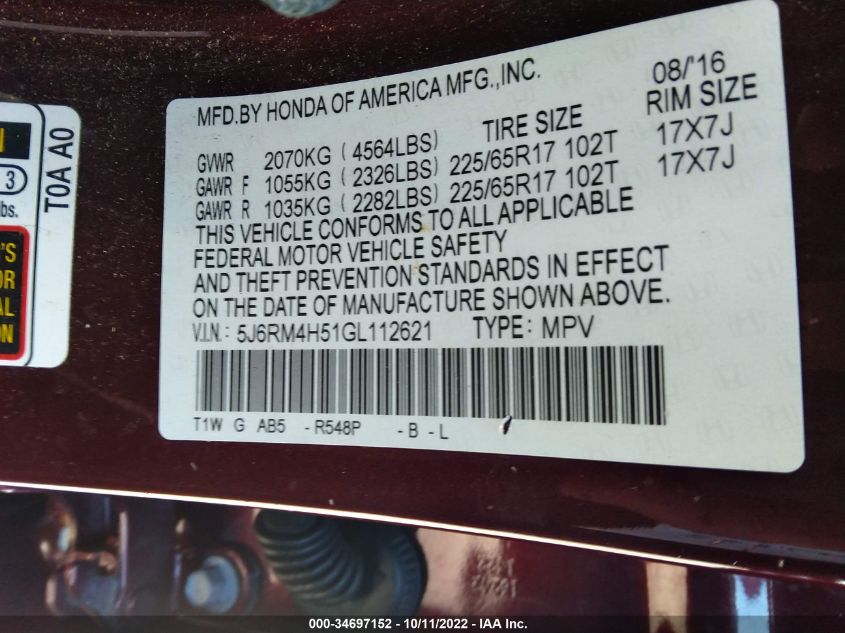 MFD.BY HONDA OF AMERICA MFG.,INC. 08/'16
TIRE SIZE RIM SIZE
GVWR 2070KG ( 4564LBS)
GAWR F 1055KG ( 2326LBS) 225/65R17 102T 17X7J
GAWR R 1035KG ( 2282LBS) 225/65R17 102T 17X7J
THIS VEHICLE CONFORMS TO ALL APPLICABLE
FEDERAL MOTOR VEHICLE SAFETY
AND THEFT PREVENTION STANDARDS IN EFFECT
ON THE DATE OF MANUFACTURE SHOWN ABOVE.
V.I.N.: 5J6RM4H51GL112621 TYPE: MPV
T1W G AB5 - R548P - B - L
T0A A0
3
lbs.
000-34697152 - 10/11/2022 - IAA Inc.